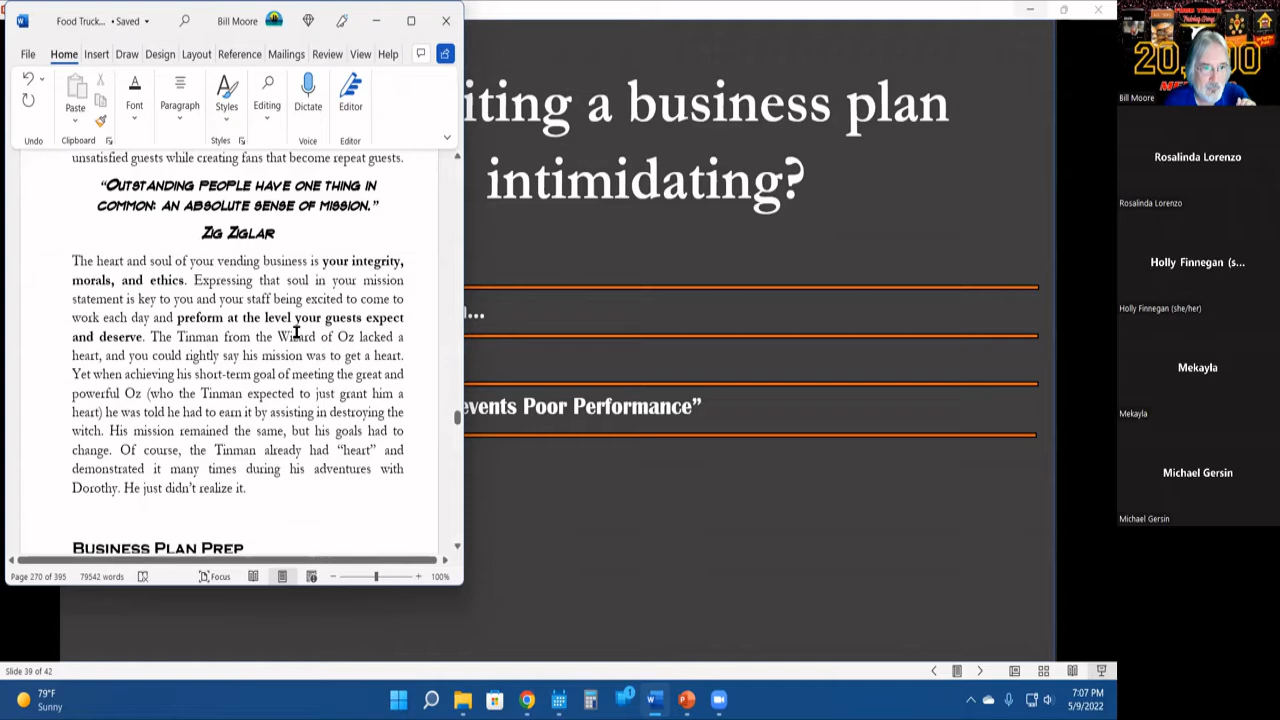 Food Truck... • Saved
Bill Moore
File
Home
Insert
Draw
Design
Layout
Reference
Mailings
Review
View
Help
Paste
Font
Paragraph
Styles
Editing
Dictate
Editor
Undo
Clipboard
Styles
Voice
Editor
unsatisfied guests while creating fans that become repeat guests.
“Outstanding people have one thing in
common: an absolute sense of mission.”
Zig Ziglar
The heart and soul of your vending business is your integrity,
morals, and ethics. Expressing that soul in your mission
statement is key to you and your staff being excited to come to
work each day and preform at the level your guests expect
and deserve. The Tinman from the Wizard of Oz lacked a
heart, and you could rightly say his mission was to get a heart.
Yet when achieving his short-term goal of meeting the great and
powerful Oz (who the Tinman expected to just grant him a
heart) he was told he had to earn it by assisting in destroying the
witch. His mission remained the same, but his goals had to
change. Of course, the Tinman already had “heart” and
demonstrated it many times during his adventures with
Dorothy. He just didn’t realize it.
Business Plan Prep
Page 270 of 395
79542 words
Focus
100%
iting a business plan
intimidating?
...
events Poor Performance”
Slide 39 of 42
79°F
Sunny
7:07 PM
5/9/2022
Bill Moore
Rosalinda Lorenzo
Rosalinda Lorenzo
Holly Finnegan (s...
Holly Finnegan (she/her)
Mekayla
Mekayla
Michael Gersin
Michael Gersin